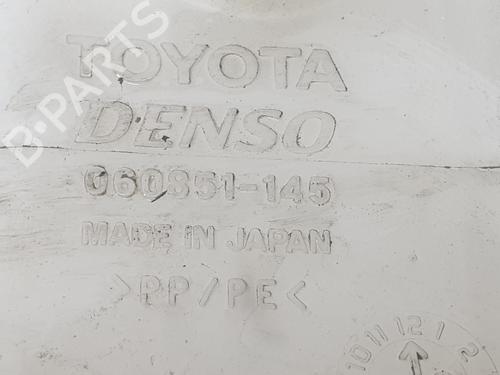 TOYOTA
DENSO
060851-145
MADE IN JAPAN
>PP/PE<
10 11 12 1 2
B-PARTS